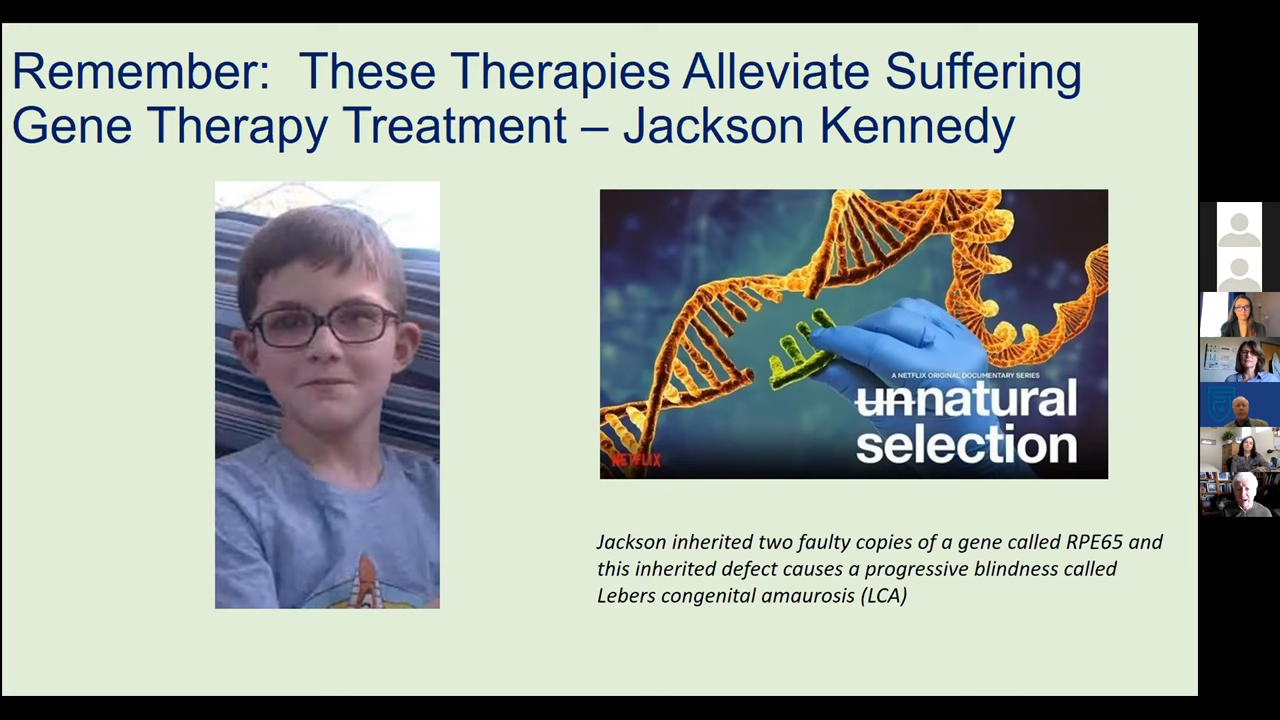 Remember:  These Therapies Alleviate Suffering
Gene Therapy Treatment – Jackson Kennedy
A NETFLIX ORIGINAL DOCUMENTARY SERIES
unnatural
selection
NETFLIX
Jackson inherited two faulty copies of a gene called RPE65 and
this inherited defect causes a progressive blindness called
Lebers congenital amaurosis (LCA)